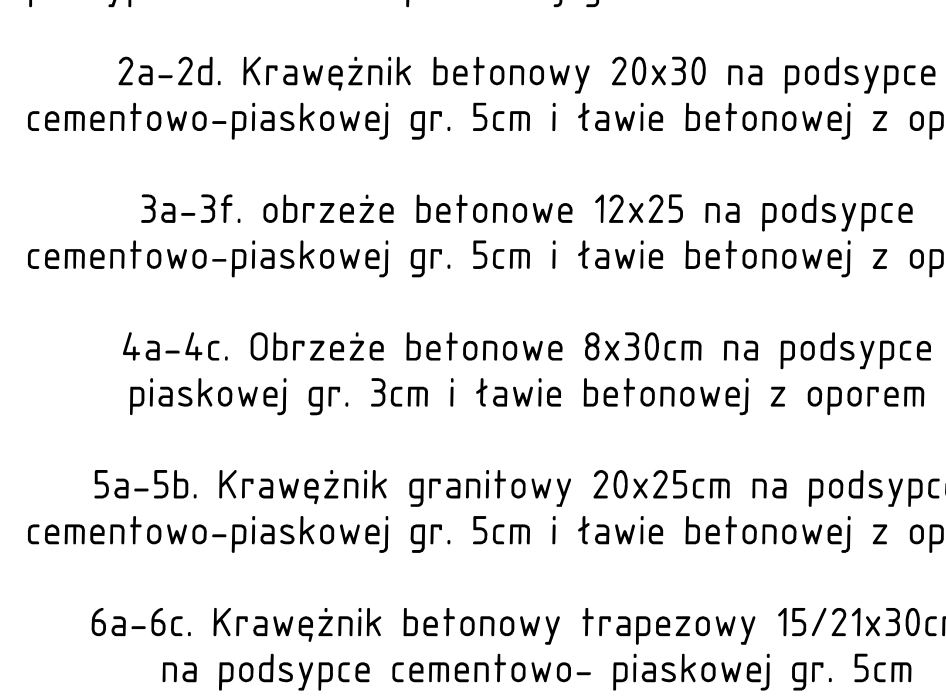 2a-2d. Krawężnik betonowy 20x30 na podsypce
cementowo-piaskowej gr. 5cm i ławie betonowej z op
3a-3f. obrzeże betonowe 12x25 na podsypce
cementowo-piaskowej gr. 5cm i ławie betonowej z op
4a-4c. Obrzeże betonowe 8x30cm na podsypce
piaskowej gr. 3cm i ławie betonowej z oporem
5a-5b. Krawężnik granitowy 20x25cm na podsypc
cementowo-piaskowej gr. 5cm i ławie betonowej z op
6a-6c. Krawężnik betonowy trapezowy 15/21x30c
na podsypce cementowo- piaskowej gr. 5cm